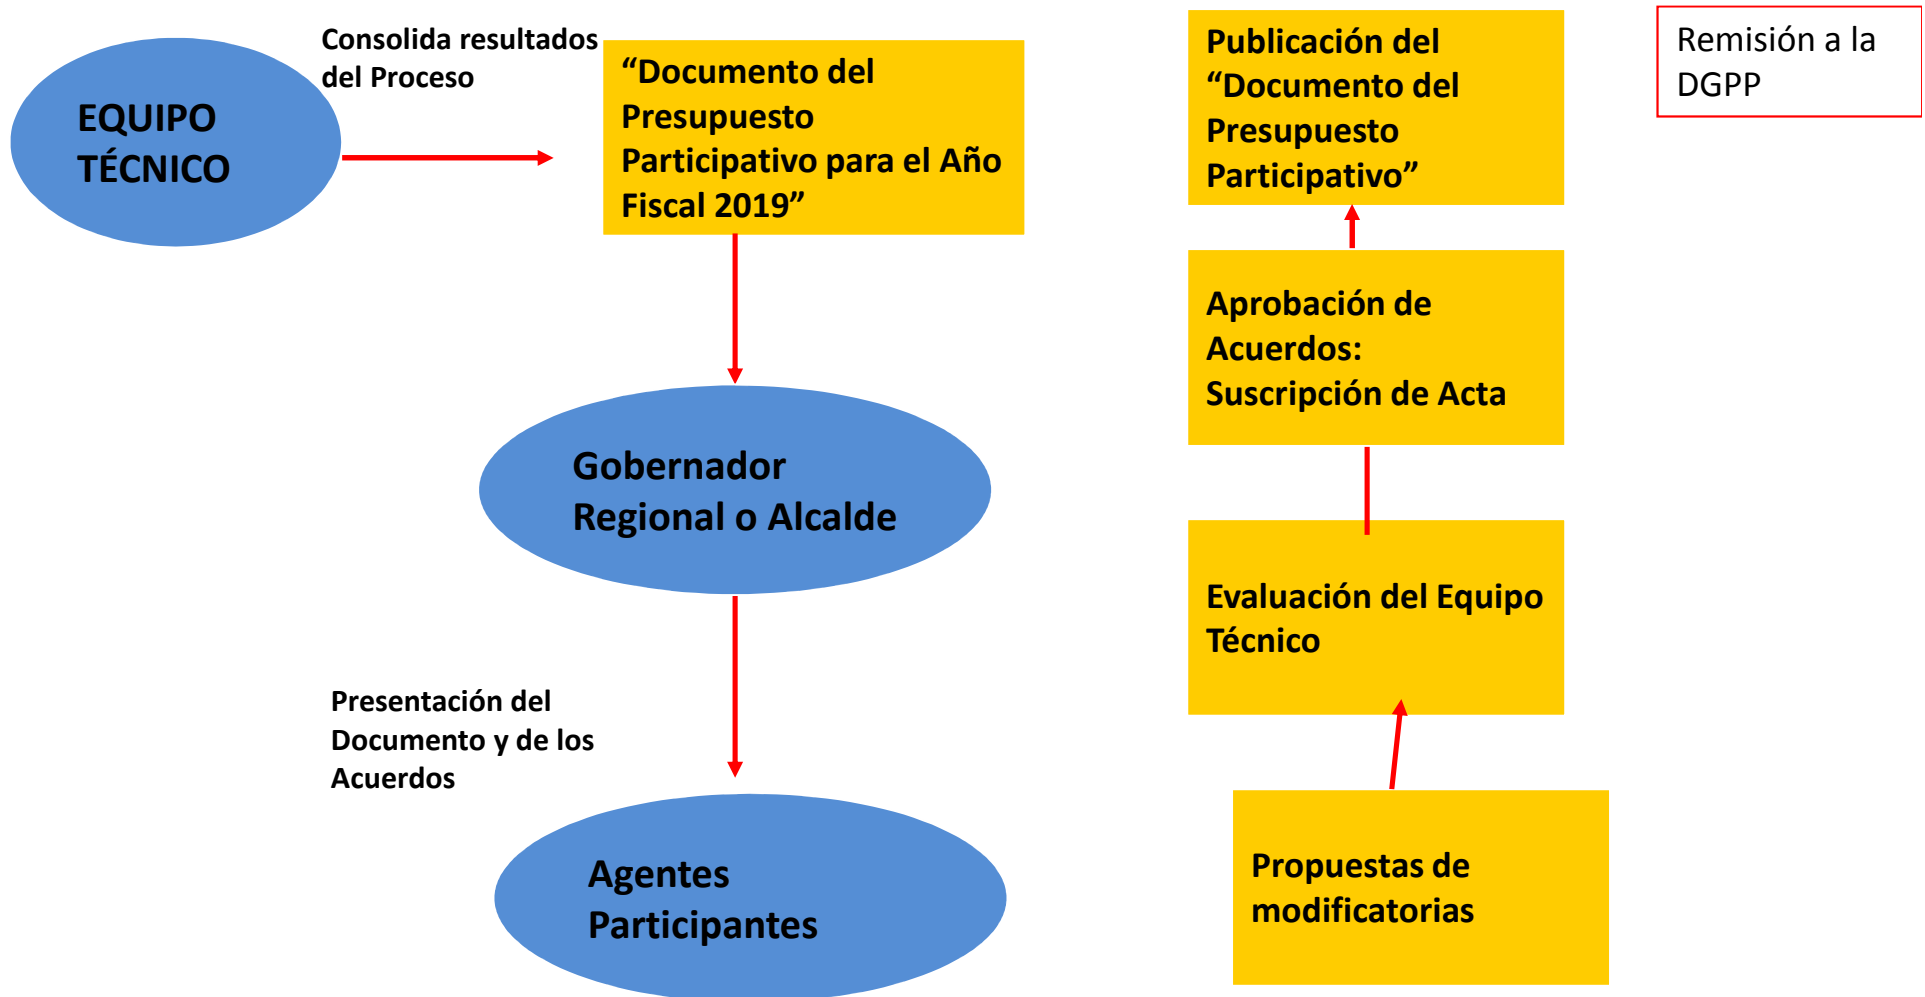 Consolida resultados
del Proceso
EQUIPO
TÉCNICO
“Documento del
Presupuesto
Participativo para el Año
Fiscal 2019”
Gobernador
Regional o Alcalde
Presentación del
Documento y de los
Acuerdos
Agentes
Participantes
Publicación del
“Documento del
Presupuesto
Participativo”
Aprobación de
Acuerdos:
Suscripción de Acta
Evaluación del Equipo
Técnico
Propuestas de
modificatorias
Remisión a la
DGPP